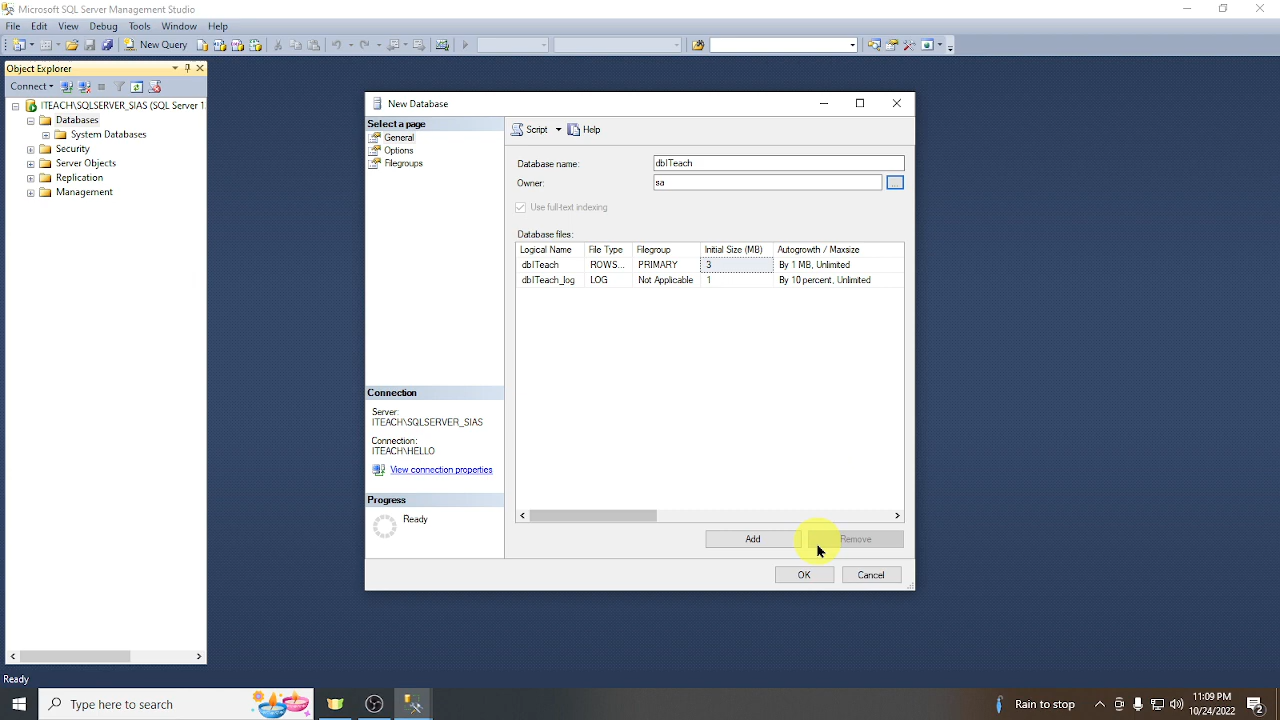 Microsoft SQL Server Management Studio
File Edit View Debug Tools Window Help
New Query
Object Explorer
Connect
ITEACH\SQLSERVER_SIAS (SQL Server 1
Databases
System Databases
Security
Server Objects
Replication
Management
New Database
Select a page
General
Options
Filegroups
Script Help
Database name: dbITeach
Owner: sa
...
Use full-text indexing
Database files:
Logical Name File Type Filegroup Initial Size (MB) Autogrowth / Maxsize
dbITeach ROWS... PRIMARY 3 By 1 MB, Unlimited
dbITeach_log LOG Not Applicable 1 By 10 percent, Unlimited
Connection
Server:
ITEACH\SQLSERVER_SIAS
Connection:
ITEACH\HELLO
View connection properties
Progress
Ready
Add Remove
OK Cancel
Ready
Type here to search
Rain to stop
11:09 PM
10/24/2022
2